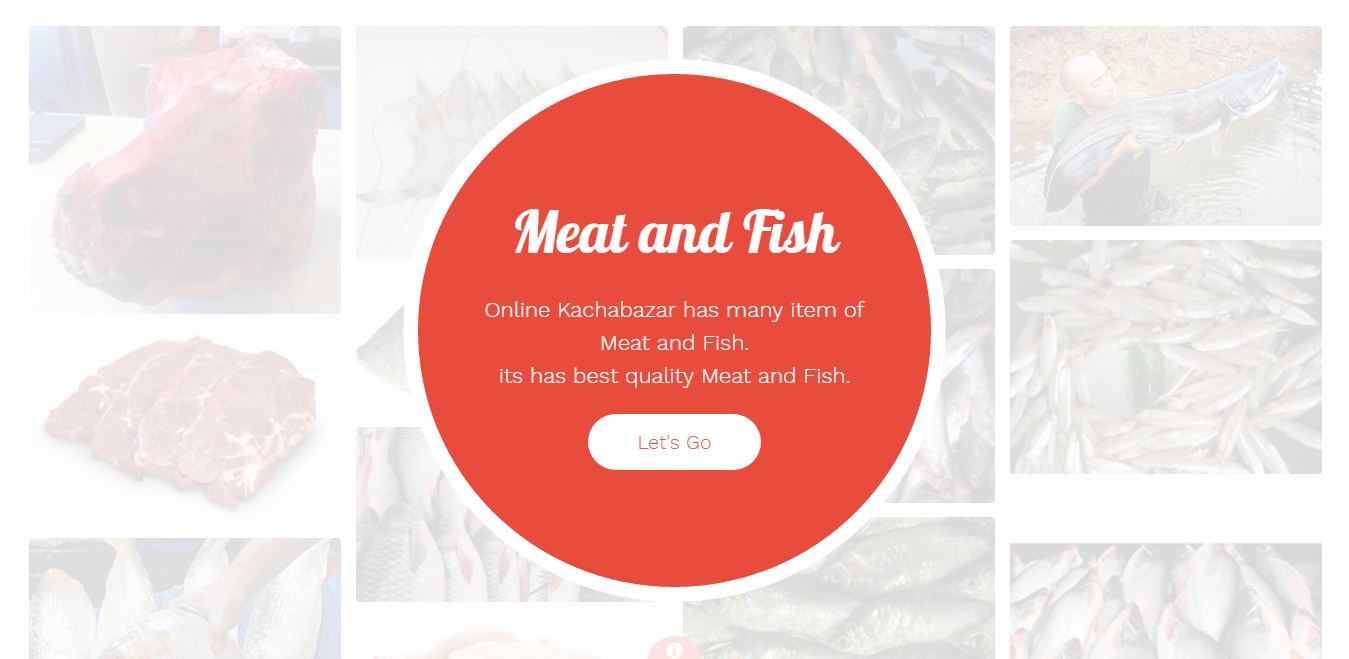 Meat and Fish
Online Kachabazar has many item of
Meat and Fish.
its has best quality Meat and Fish.
Let's Go